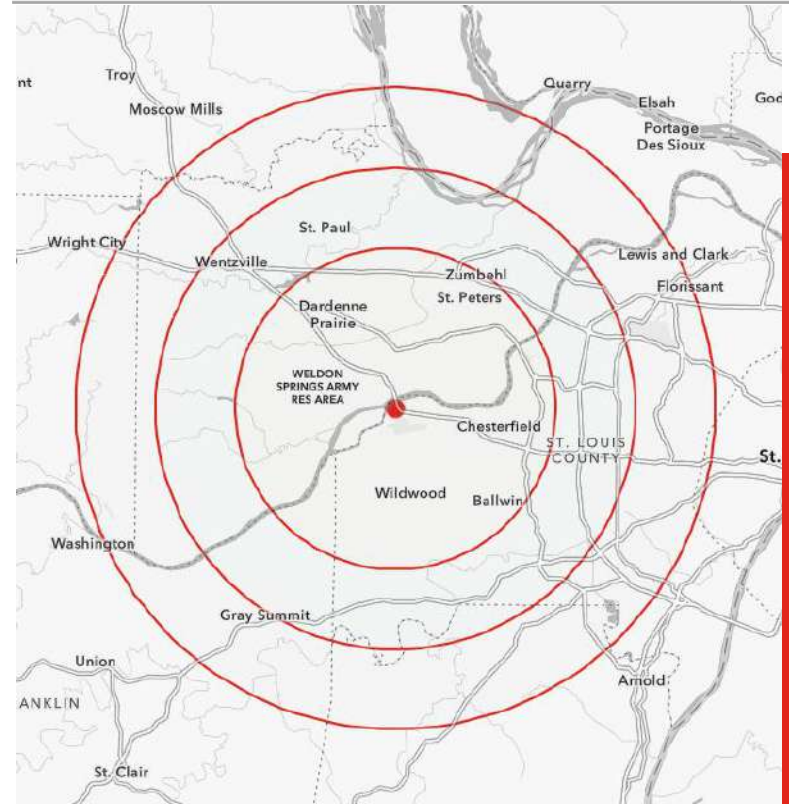 Troy
nt
Quarry
Moscow Mills
Elsah
God
Portage
Des Sioux
St. Paul
Wright City
Lewis and Clark
Wentzville
Zumbehl
Florissant
St. Peters
Dardenne
Prairie
WELDON
SPRINGS ARMY
RES AREA
Chesterfield
ST. LOUIS
COUNTY
St.
Wildwood
Ballwin
Washington
Gray Summit
Union
Arnold
ANKLIN
St. Clair